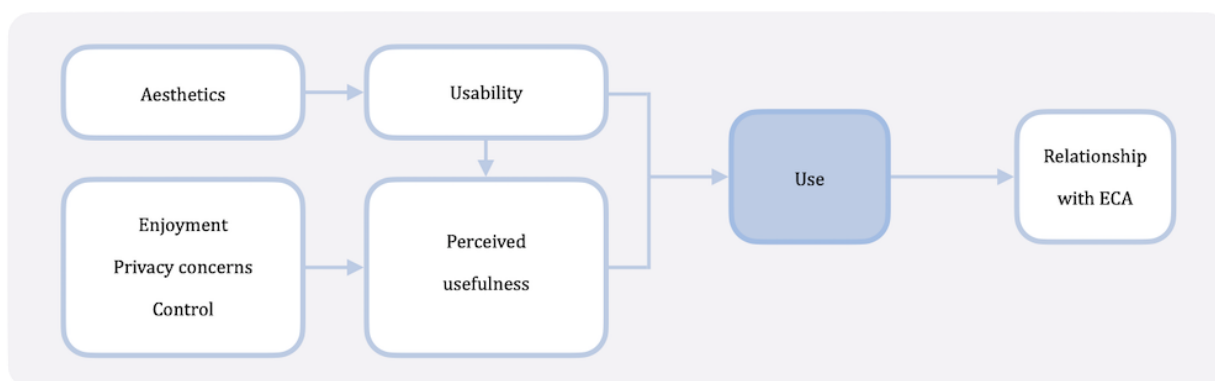 Aesthetics
Usability
Enjoyment
Privacy concerns
Control
Perceived
usefulness
Use
Relationship
with ECA